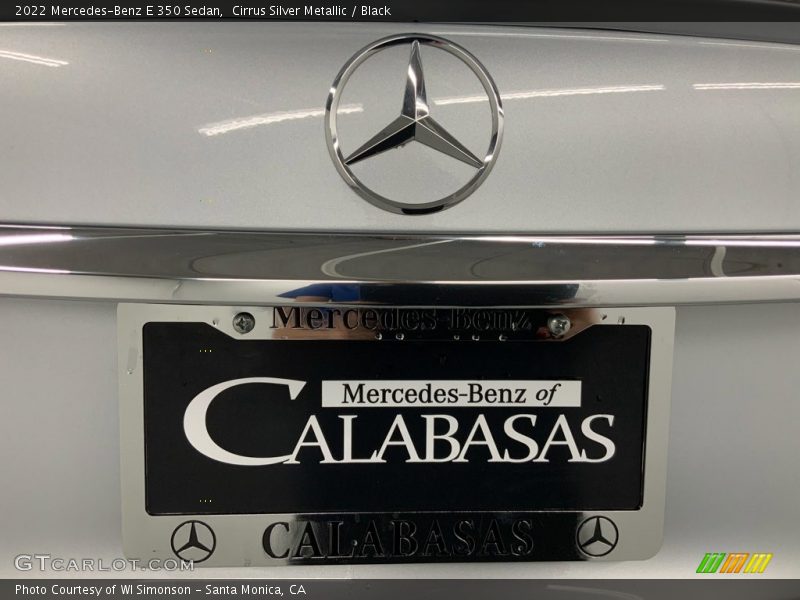 2022 Mercedes-Benz E 350 Sedan,  Cirrus Silver Metallic / Black
Mercedes-Benz
Mercedes-Benz of
CALABASAS
CALABASAS
GTCARLOT.COM
Photo Courtesy of WI Simonson - Santa Monica, CA